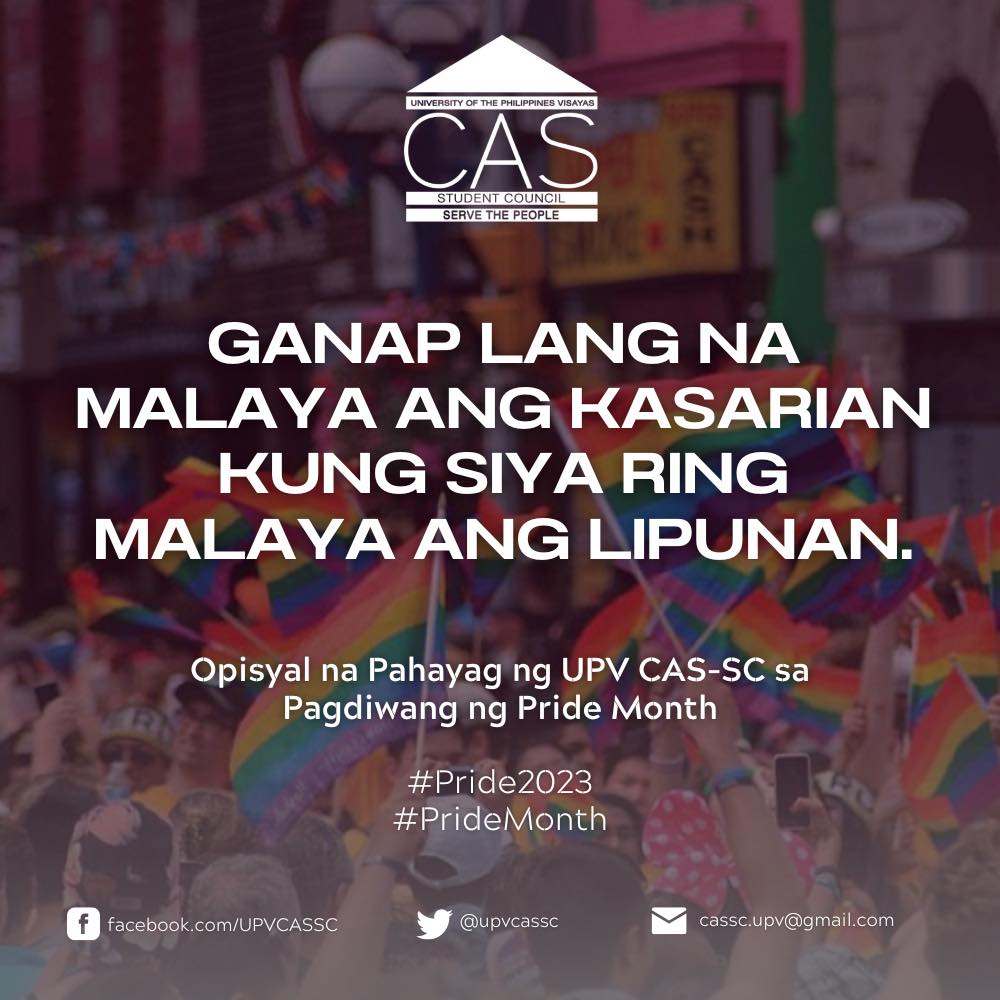 UNIVERSITY OF THE PHILIPPINES VISAYAS
CAS
STUDENT COUNCIL
SERVE THE PEOPLE
GANAP LANG NA
MALAYA ANG KASARIAN
KUNG SIYA RING
MALAYA ANG LIPUNAN.
Opisyal na Pahayag ng UPV CAS-SC sa
Pagdiwang ng Pride Month
#Pride2023
#PrideMonth
facebook.com/UPVCASSC
@upvcassc
cassc.upv@gmail.com